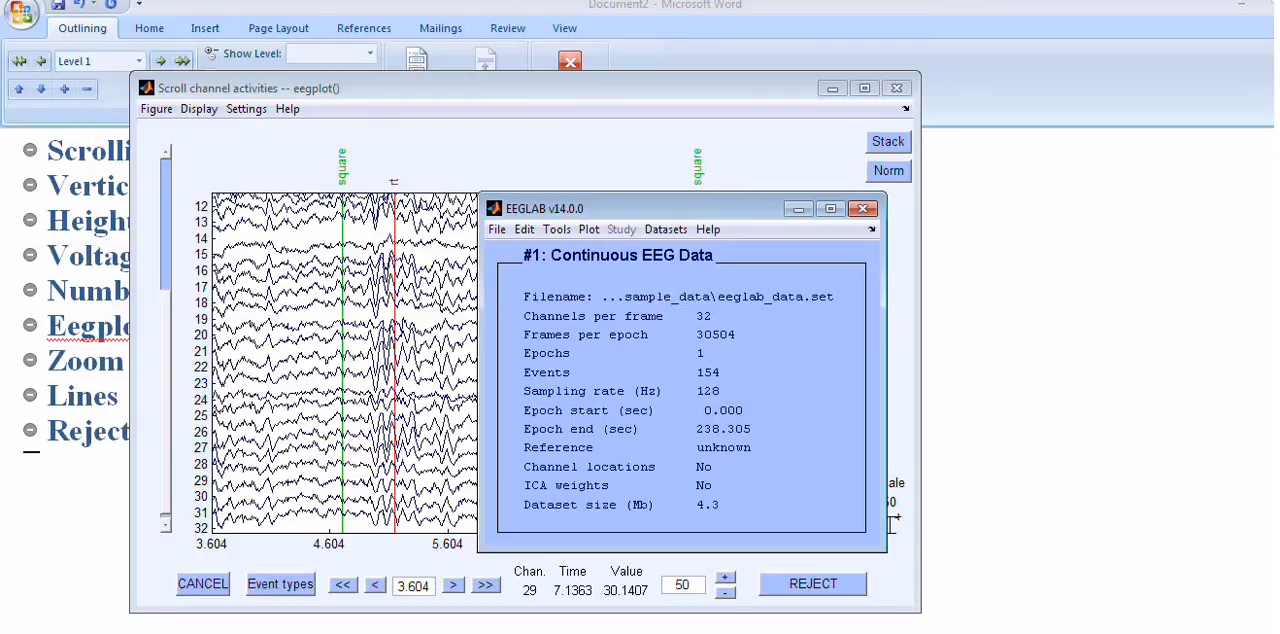 Document2 - Microsoft Word
Outlining Home Insert Page Layout References Mailings Review View
Level 1 Show Level:
Scroll channel activities -- eegplot()
Figure Display Settings Help
Stack
Norm
square
rt
square
12
13
14
15
16
17
18
19
20
21
22
23
24
25
26
27
28
29
30
31
32
3.604 4.604 5.604
CANCEL Event types << < 3.604 > >>
Chan. Time Value
29 7.1363 30.1407
50 + -
REJECT
EEGLAB v14.0.0
File Edit Tools Plot Study Datasets Help
#1: Continuous EEG Data
Filename: ...sample_data\eeglab_data.set
Channels per frame 32
Frames per epoch 30504
Epochs 1
Events 154
Sampling rate (Hz) 128
Epoch start (sec) 0.000
Epoch end (sec) 238.305
Reference unknown
Channel locations No
ICA weights No
Dataset size (Mb) 4.3
Scrolli
Vertic
Height
Voltag
Numb
Eegplo
Zoom
Lines
Reject